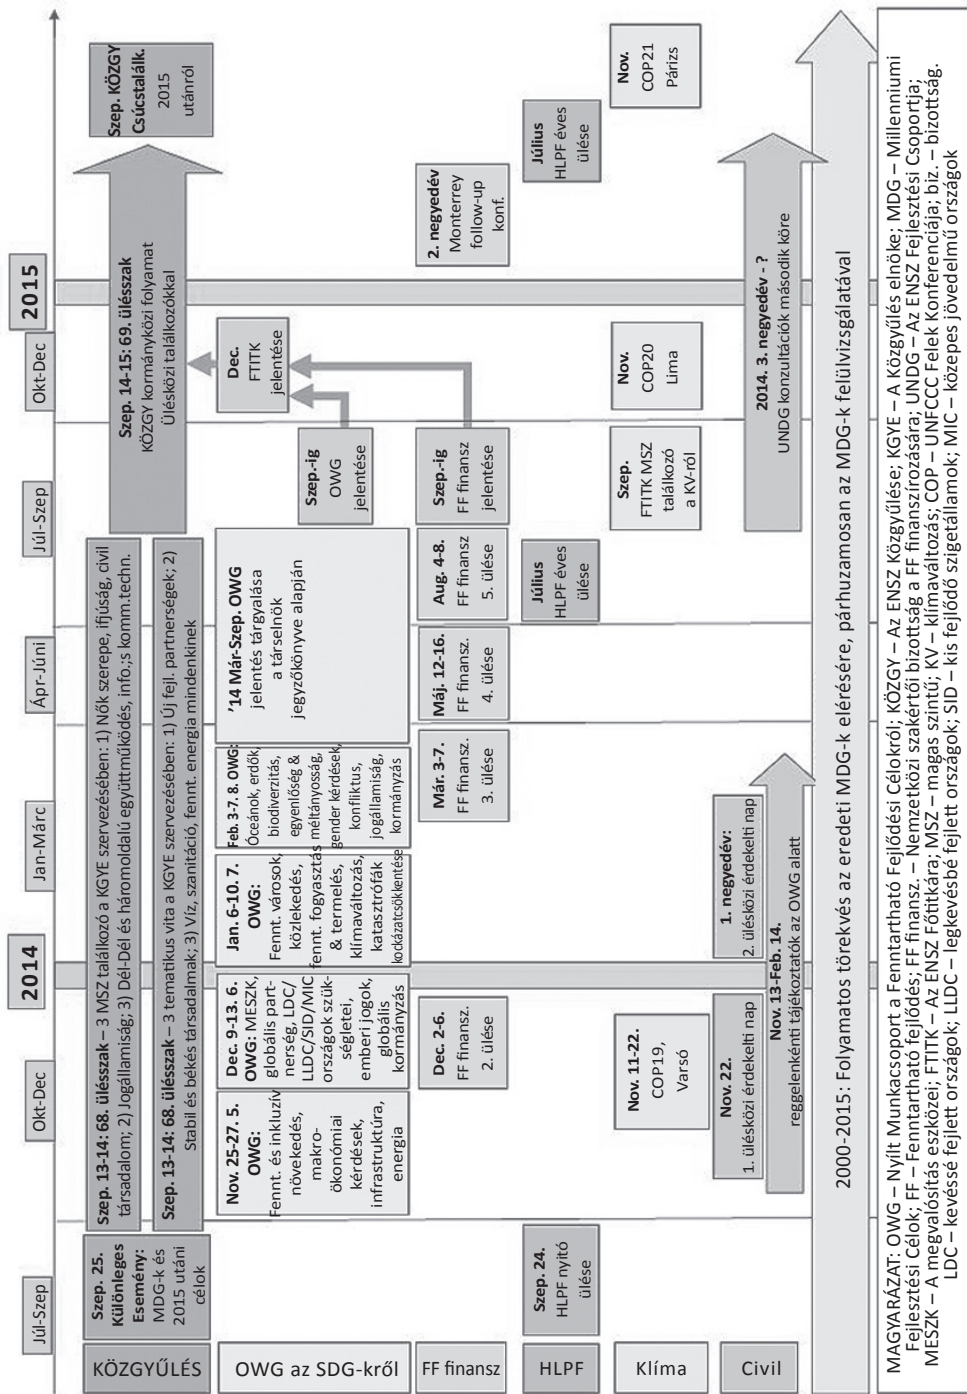 2014
2015
Júl-Szep
Okt-Dec
Jan-Márc
Ápr-Júni
Júl-Szep
Okt-Dec
KÖZGYŰLÉS
Szep. 25.
Különleges
Esemény:
MDG-k és
2015 utáni
célok
Szep. 13-14: 68. ülésszak – 3 MSZ találkozó a KGYE szervezésében: 1) Nők szerepe, ifjúság, civil
társadalom; 2) Jogállamiság; 3) Dél-Dél és háromoldalú együttműködés, info.;s komm.techn.
Szep. 13-14: 68. ülésszak – 3 tematikus vita a KGYE szervezésében: 1) Új fejl. partnerségek; 2)
Stabil és békés társadalmak; 3) Víz, szanitáció, fennt. energia mindenkinek
Szep. 14-15: 69. ülésszak
KÖZGY kormányközi folyamat
Ülésközi találkozókkal
Szep. KÖZGY
Csúcstalálk.
2015
utánról
OWG az SDG-kről
Nov. 25-27. 5.
OWG:
Fennt. és inkluzív
növekedés,
makro-
ökonómiai
kérdések,
infrastruktúra,
energia
Dec. 9-13. 6.
OWG: MESZK,
globális part-
nerség, LDC/
LLDC/SID/MIC
országok szük-
ségletei,
emberi jogok,
globális
kormányzás
Jan. 6-10. 7.
OWG:
Fennt. városok,
közlekedés,
fennt. fogyasztás
& termelés,
klímaváltozás,
katasztrófák
kockázatcsökkentése
Feb. 3-7. 8. OWG:
Óceánok, erdők,
biodiverzitás,
egyenlőség &
méltányosság,
gender kérdések,
konfliktus,
jogállamiság,
kormányzás
’14 Már-Szep. OWG
jelentés tárgyalása
a társelnök
jegyzőkönyve alapján
Szep.-ig
OWG
jelentése
Dec.
FTITK
jelentése
FF finansz
Dec. 2-6.
FF finansz.
2. ülése
Már. 3-7.
FF finansz.
3. ülése
Máj. 12-16.
FF finansz.
4. ülése
Aug. 4-8.
FF finansz
5. ülése
Szep.-ig
FF finansz
jelentése
2. negyedév
Monterrey
follow-up
konf.
HLPF
Szep. 24.
HLPF nyitó
ülése
Július
HLPF éves
ülése
Július
HLPF éves
ülése
Klíma
Nov. 11-22.
COP19,
Varsó
Szep.
FTITK MSZ
találkozó
a KV-ról
Nov.
COP20
Lima
Nov.
COP21
Párizs
Civil
Nov. 22.
1. ülésközi érdekelti nap
1. negyedév:
2. ülésközi érdekelti nap
Nov. 13-Feb. 14.
reggelenkénti tájékoztatók az OWG alatt
2014. 3. negyedév - ?
UNDG konzultációk második köre
2000-2015: Folyamatos törekvés az eredeti MDG-k elérésére, párhuzamosan az MDG-k felülvizsgálatával
MAGYARÁZAT: OWG – Nyílt Munkacsoport a Fenntartható Fejlődési Célokról; KÖZGY – Az ENSZ Közgyűlése; KGYE – A Közgyűlés elnöke; MDG – Millenniumi
Fejlesztési Célok; FF – Fenntartható fejlődés; FF finansz. – Nemzetközi szakértői bizottság a FF finanszírozására; UNDG – Az ENSZ Fejlesztési Csoportja;
MESZK – A megvalósítás eszközei; FTITK – Az ENSZ Főtitkára; MSZ – magas szintű; KV – klímaváltozás; COP – UNFCCC Felek Konferenciája; biz. – bizottság.
LDC – kevéssé fejlett országok; LLDC – legkevésbé fejlett országok; SID – kis fejlődő szigetállamok; MIC – közepes jövedelmű országok